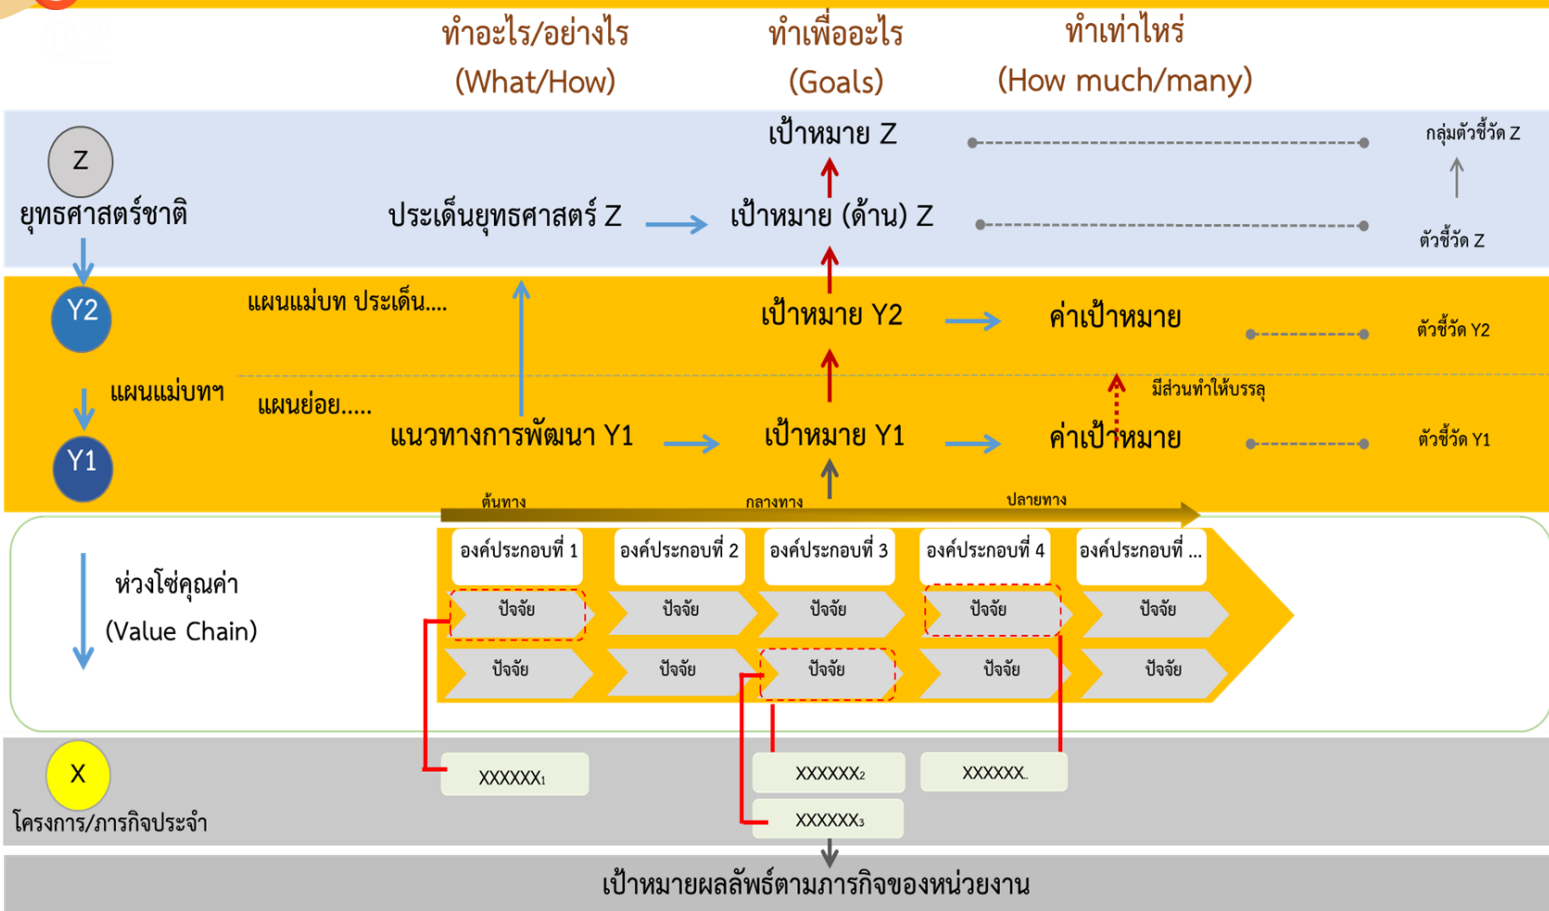 ทำอะไร/อย่างไร
(What/How)
ทำเพื่ออะไร
(Goals)
ทำเท่าไหร่
(How much/many)
Z
ยุทธศาสตร์ชาติ
เป้าหมาย Z
กลุ่มตัวชี้วัด Z
ประเด็นยุทธศาสตร์ Z
เป้าหมาย (ด้าน) Z
ตัวชี้วัด Z
Y2
แผนแม่บท ประเด็น....
เป้าหมาย Y2
ค่าเป้าหมาย
ตัวชี้วัด Y2
แผนแม่บทฯ
แผนย่อย.....
มีส่วนทำให้บรรลุ
Y1
แนวทางการพัฒนา Y1
เป้าหมาย Y1
ค่าเป้าหมาย
ตัวชี้วัด Y1
ต้นทาง
กลางทาง
ปลายทาง
ห่วงโซ่คุณค่า
(Value Chain)
องค์ประกอบที่ 1
องค์ประกอบที่ 2
องค์ประกอบที่ 3
องค์ประกอบที่ 4
องค์ประกอบที่ ...
ปัจจัย
ปัจจัย
ปัจจัย
ปัจจัย
ปัจจัย
ปัจจัย
ปัจจัย
ปัจจัย
ปัจจัย
ปัจจัย
X
โครงการ/ภารกิจประจำ
XXXXXX1
XXXXXX2
XXXXXX..
XXXXXX3
เป้าหมายผลลัพธ์ตามภารกิจของหน่วยงาน